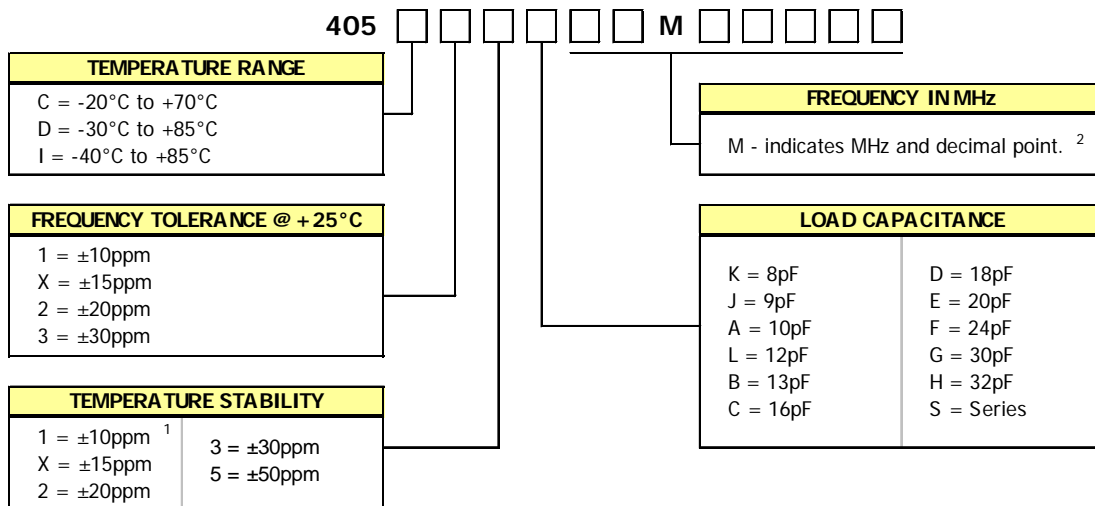 405 M
TEMPERATURE RANGE
C = -20°C to +70°C
D = -30°C to +85°C
I = -40°C to +85°C
FREQUENCY IN MHz
M - indicates MHz and decimal point. 2
FREQUENCY TOLERANCE @ +25°C
1 = ±10ppm
X = ±15ppm
2 = ±20ppm
3 = ±30ppm
LOAD CAPACITANCE
K = 8pF
J = 9pF
A = 10pF
L = 12pF
B = 13pF
C = 16pF
D = 18pF
E = 20pF
F = 24pF
G = 30pF
H = 32pF
S = Series
TEMPERATURE STABILITY
1 = ±10ppm 1
X = ±15ppm
2 = ±20ppm
3 = ±30ppm
5 = ±50ppm